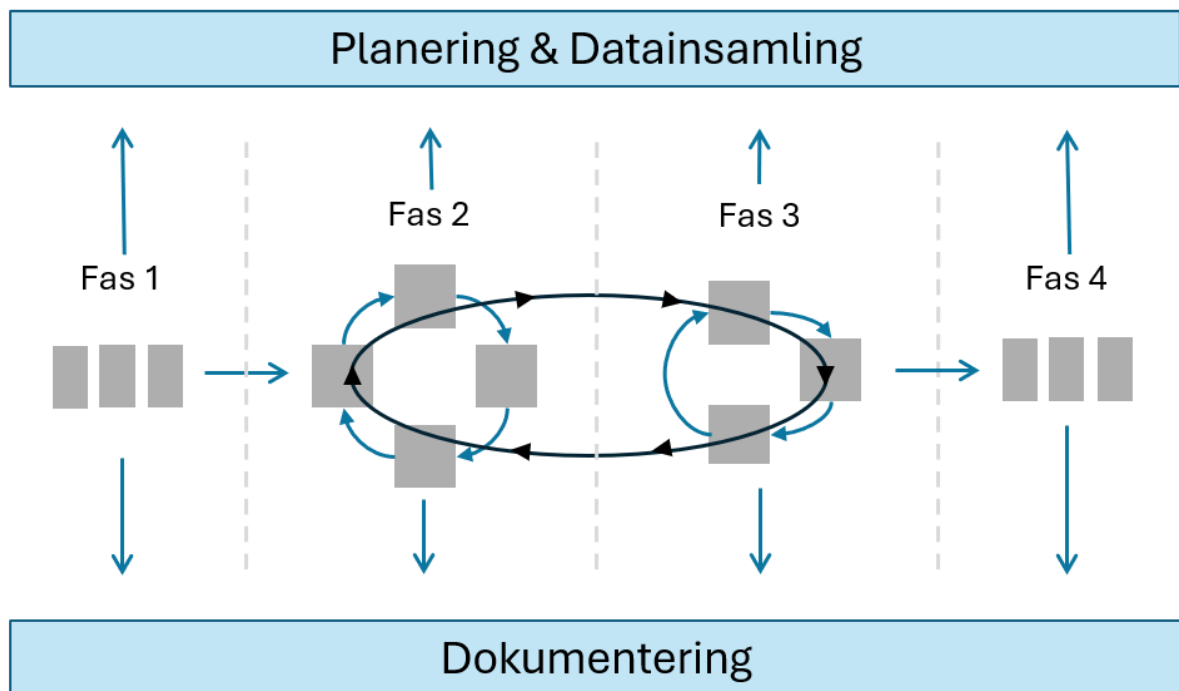 Planering & Datainsamling
Fas 1
Fas 2
Fas 3
Fas 4
Dokumentering